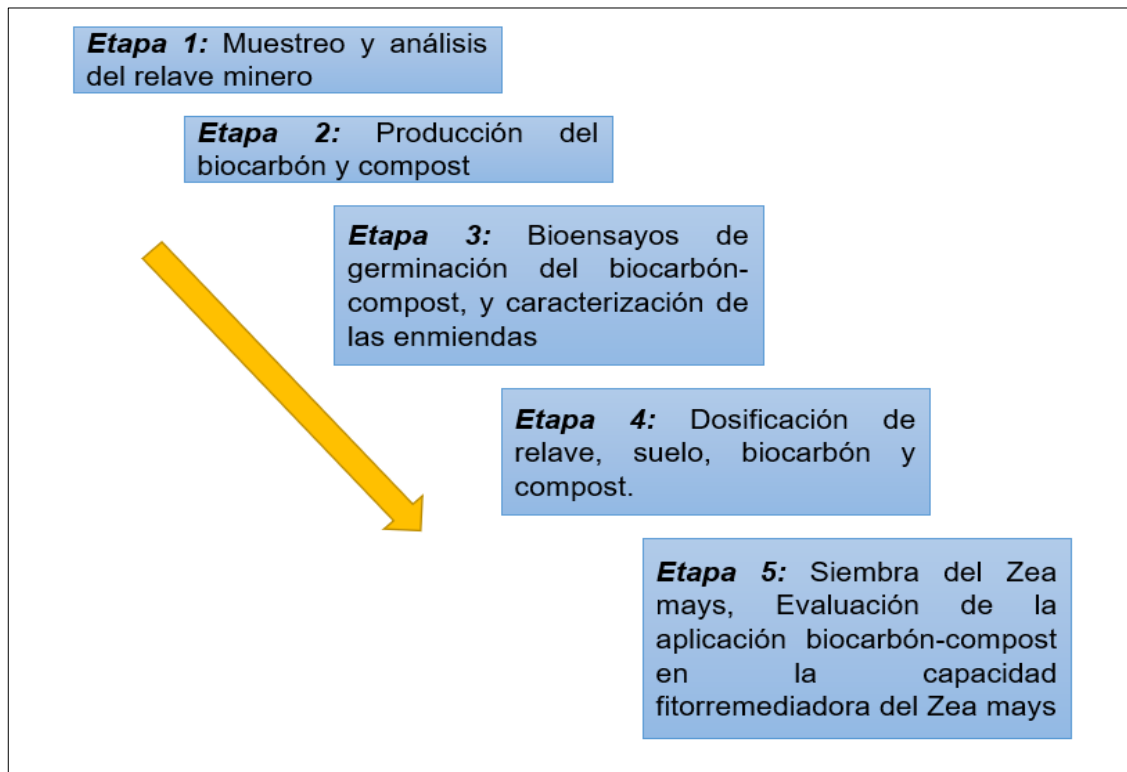 Etapa 1: Muestreo y análisis
del relave minero
Etapa 2: Producción del
biocarbón y compost
Etapa 3: Bioensayos de
germinación del biocarbón-
compost, y caracterización de
las enmiendas
Etapa 4: Dosificación de
relave, suelo, biocarbón y
compost.
Etapa 5: Siembra del Zea
mays, Evaluación de la
aplicación biocarbón-compost
en la capacidad
fitorremediadora del Zea mays